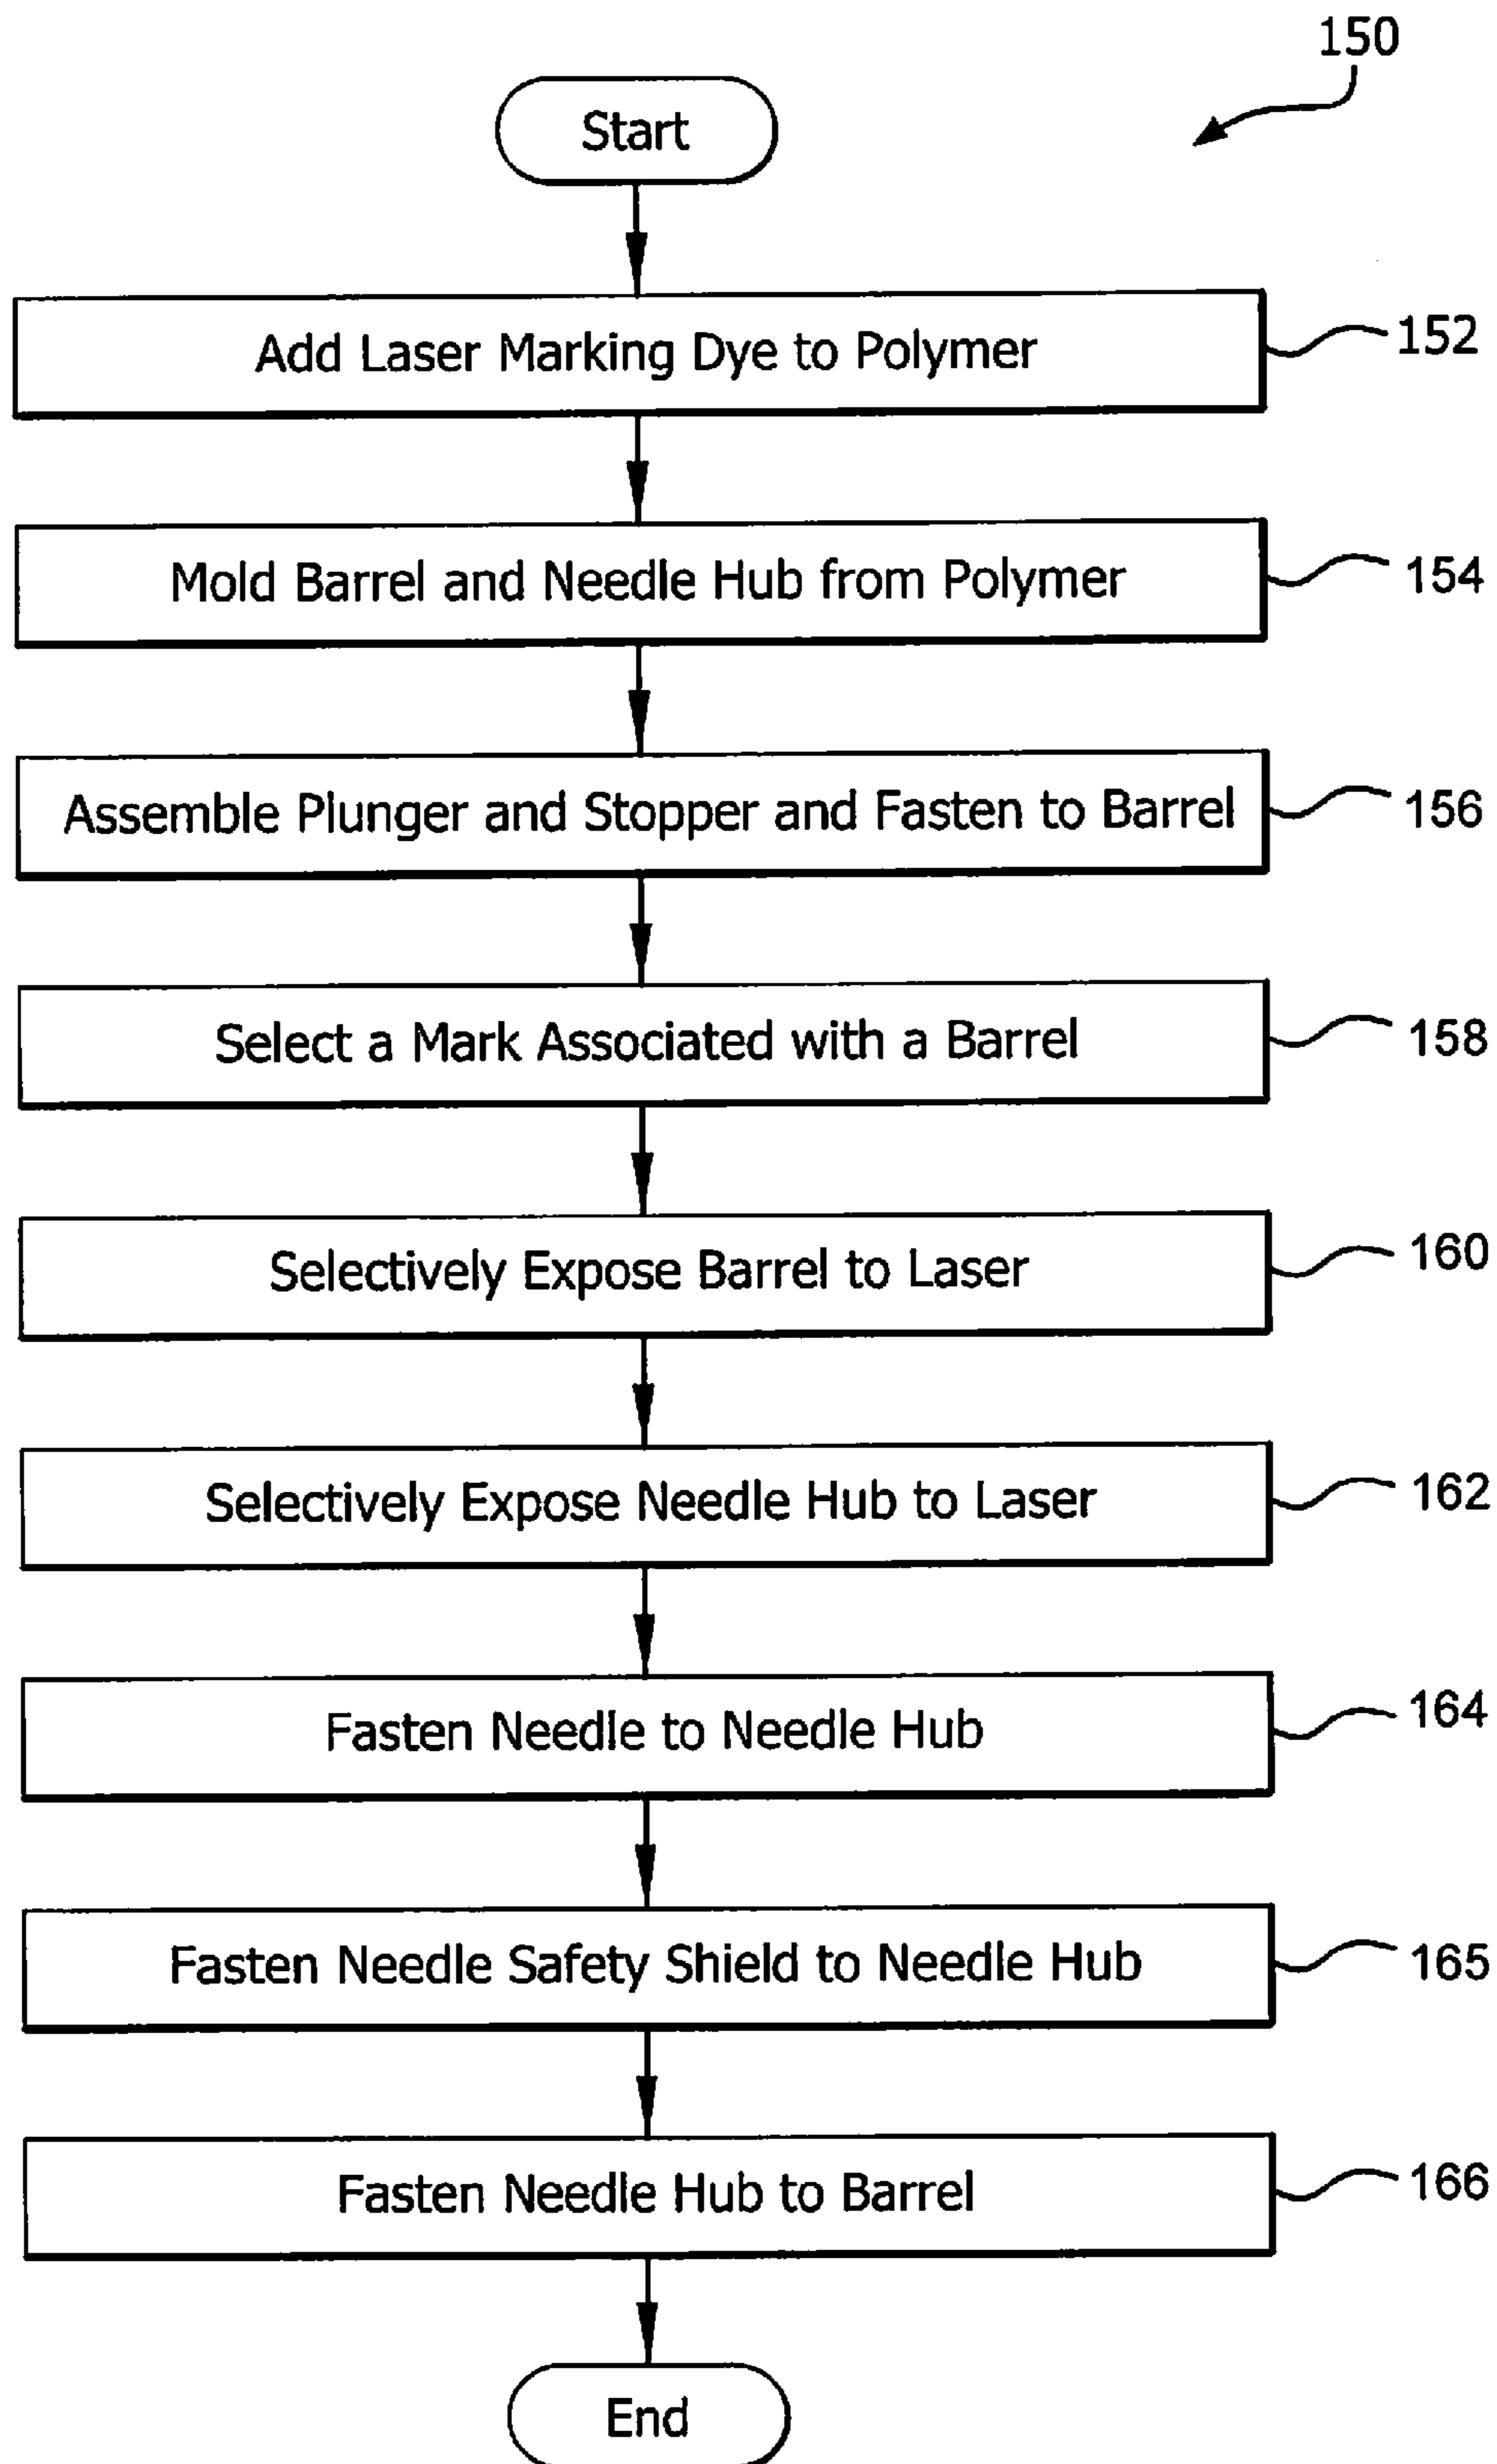 150
Start
Add Laser Marking Dye to Polymer
152
Mold Barrel and Needle Hub from Polymer
154
Assemble Plunger and Stopper and Fasten to Barrel
156
Select a Mark Associated with a Barrel
158
Selectively Expose Barrel to Laser
160
Selectively Expose Needle Hub to Laser
162
Fasten Needle to Needle Hub
164
Fasten Needle Safety Shield to Needle Hub
165
Fasten Needle Hub to Barrel
166
End